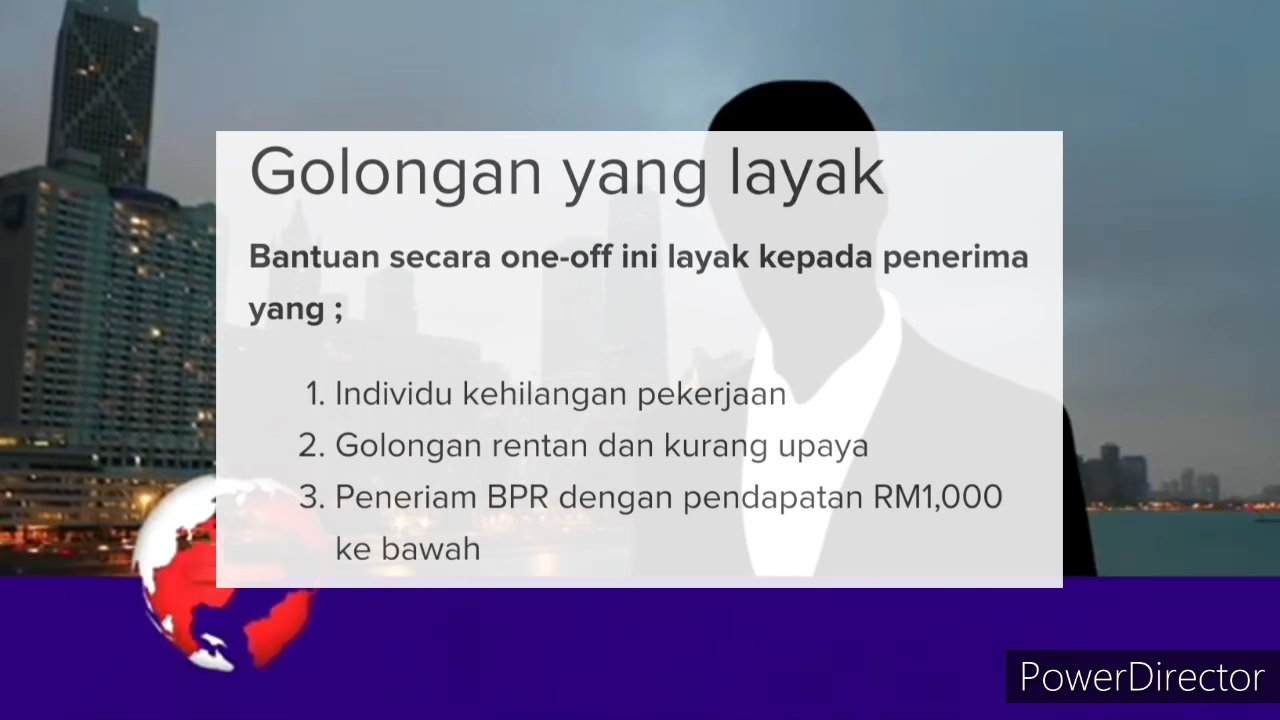 Golongan yang layak
Bantuan secara one-off ini layak kepada penerima
yang ;
1. Individu kehilangan pekerjaan
2. Golongan rentan dan kurang upaya
3. Peneriam BPR dengan pendapatan RM1,000
ke bawah
PowerDirector